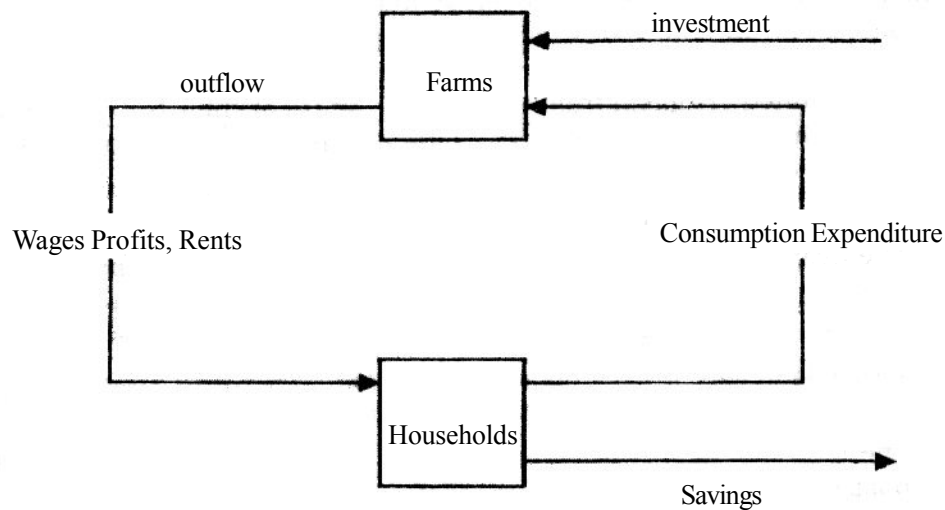 investment
outflow
Farms
Wages Profits, Rents
Consumption Expenditure
Households
Savings